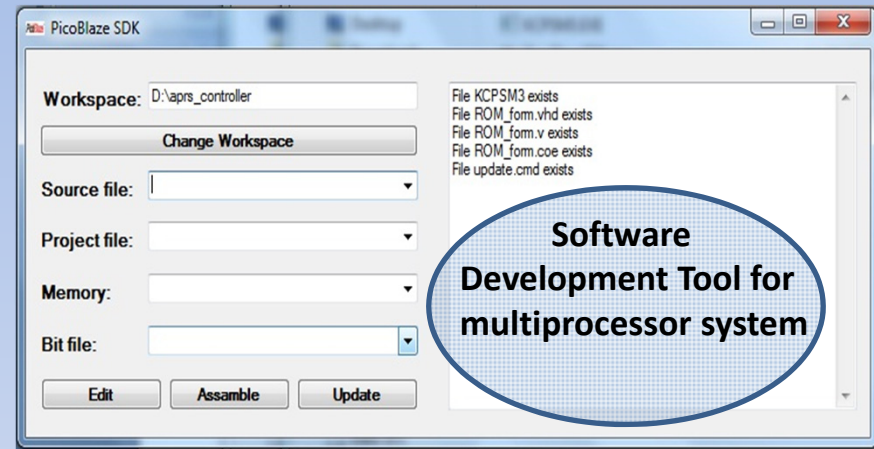 PicoBlaze SDK
Workspace: D:\aprs_controller
Change Workspace
Source file:
Project file:
Memory:
Bit file:
Edit Assamble Update
File KCPSM3 exists
File ROM_form.vhd exists
File ROM_form.v exists
File ROM_form.coe exists
File update.cmd exists
Software
Development Tool for
multiprocessor system